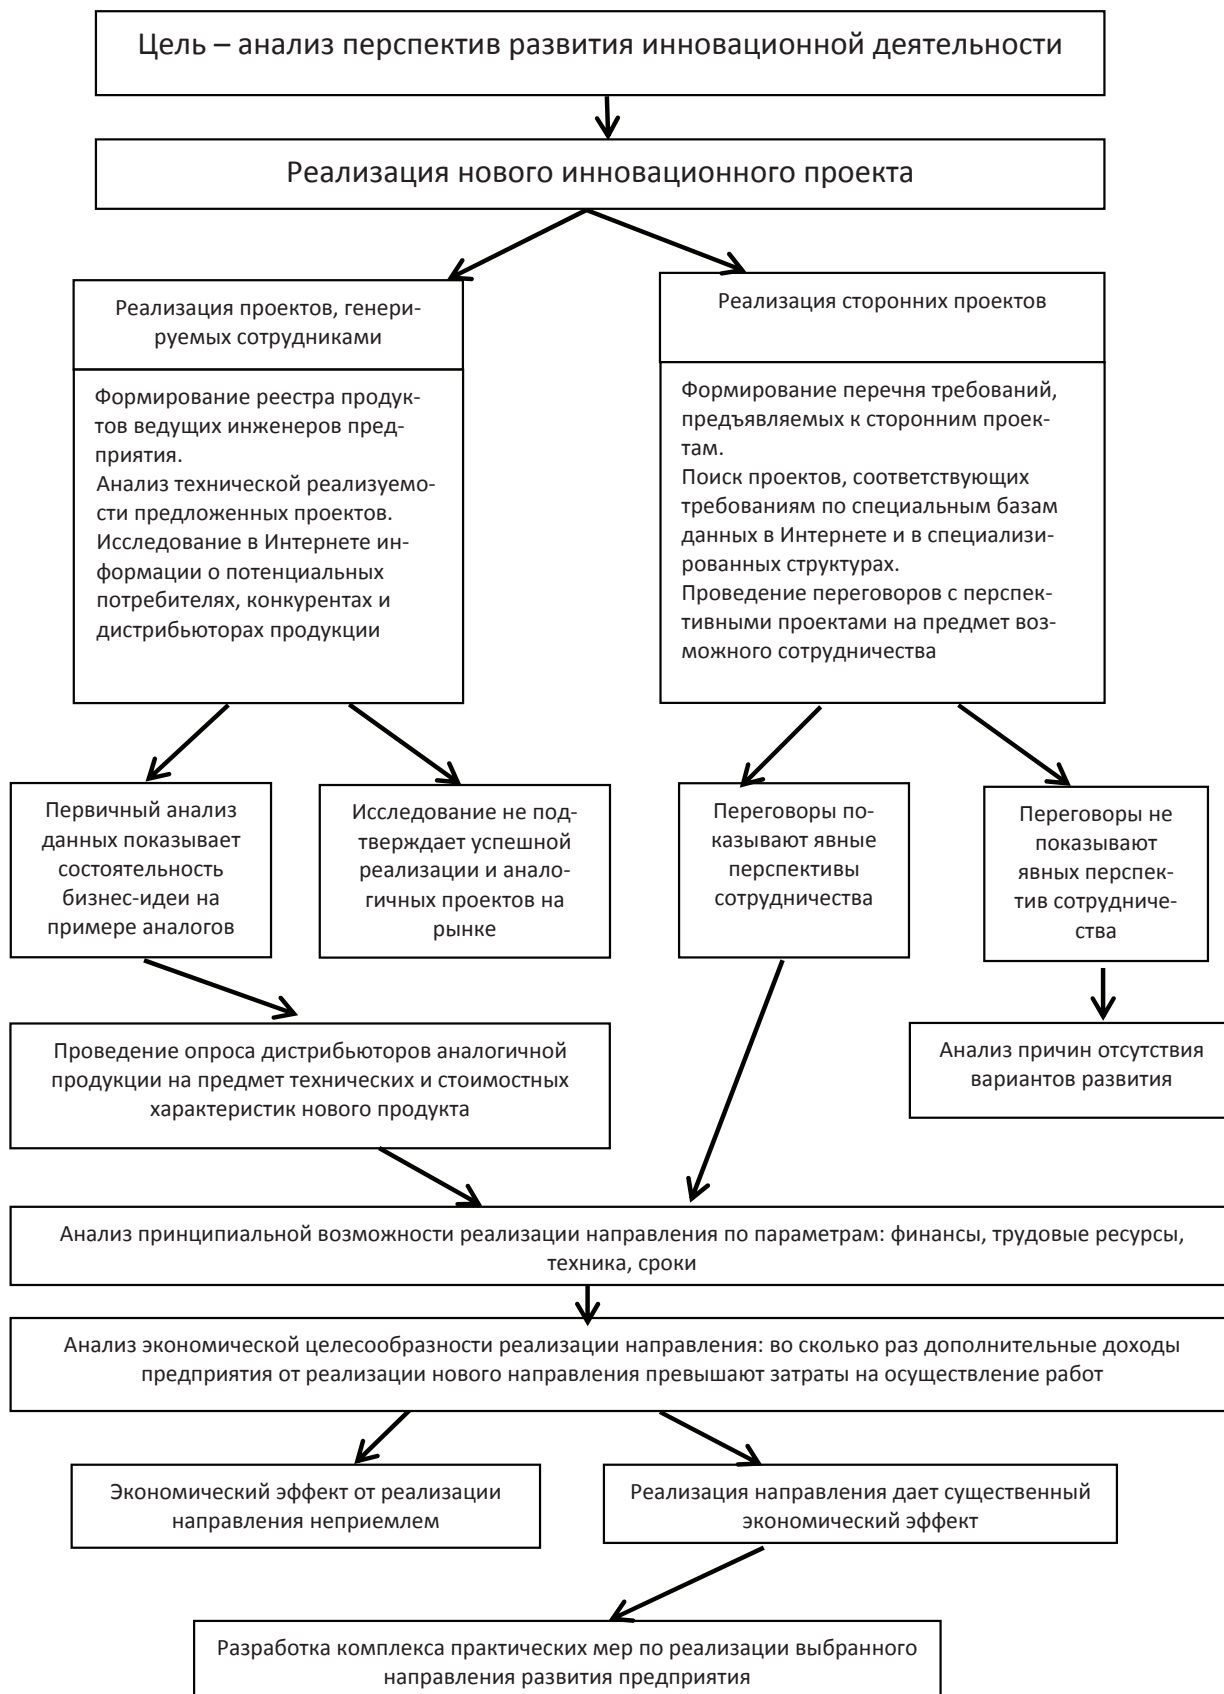 Цель – анализ перспектив развития инновационной деятельности
Реализация нового инновационного проекта
Реализация проектов, генери-
руемых сотрудниками
Формирование реестра продук-
тов ведущих инженеров пред-
приятия.
Анализ технической реализуемо-
сти предложенных проектов.
Исследование в Интернете ин-
формации о потенциальных
потребителях, конкурентах и
дистрибьюторах продукции
Реализация сторонних проектов
Формирование перечня требований,
предъявляемых к сторонним проек-
там.
Поиск проектов, соответствующих
требованиям по специальным базам
данных в Интернете и в специализи-
рованных структурах.
Проведение переговоров с перспек-
тивными проектами на предмет воз-
можного сотрудничества
Первичный анализ
данных показывает
состоятельность
бизнес-идеи на
примере аналогов
Исследование не под-
тверждает успешной
реализации и анало-
гичных проектов на
рынке
Переговоры по-
казывают явные
перспективы
сотрудничества
Переговоры не
показывают
явных перспек-
тив сотрудниче-
ства
Проведение опроса дистрибьюторов аналогичной
продукции на предмет технических и стоимостных
характеристик нового продукта
Анализ причин отсутствия
вариантов развития
Анализ принципиальной возможности реализации направления по параметрам: финансы, трудовые ресурсы,
техника, сроки
Анализ экономической целесообразности реализации направления: во сколько раз дополнительные доходы
предприятия от реализации нового направления превышают затраты на осуществление работ
Экономический эффект от реализации
направления неприемлем
Реализация направления дает существенный
экономический эффект
Разработка комплекса практических мер по реализации выбранного
направления развития предприятия